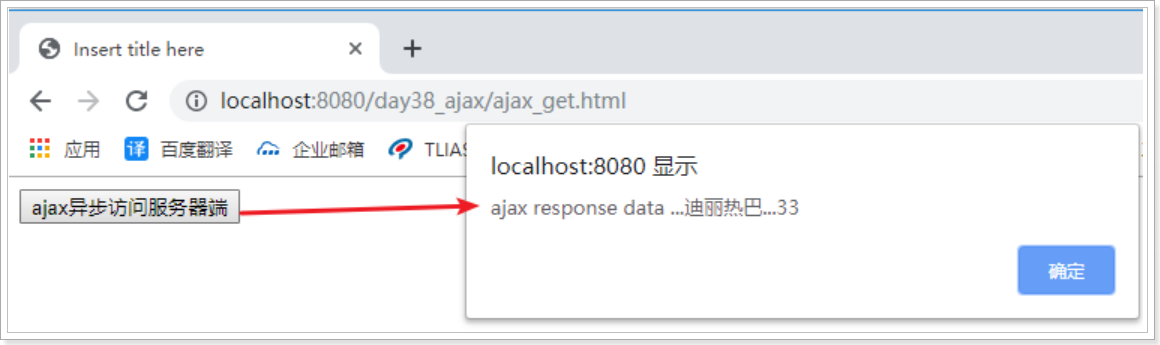 Insert title here
localhost:8080/day38_ajax/ajax_get.html
应用 译 百度翻译 企业邮箱 TLIAS
localhost:8080 显示
ajax异步访问服务器端
ajax response data ...迪丽热巴...33
确定